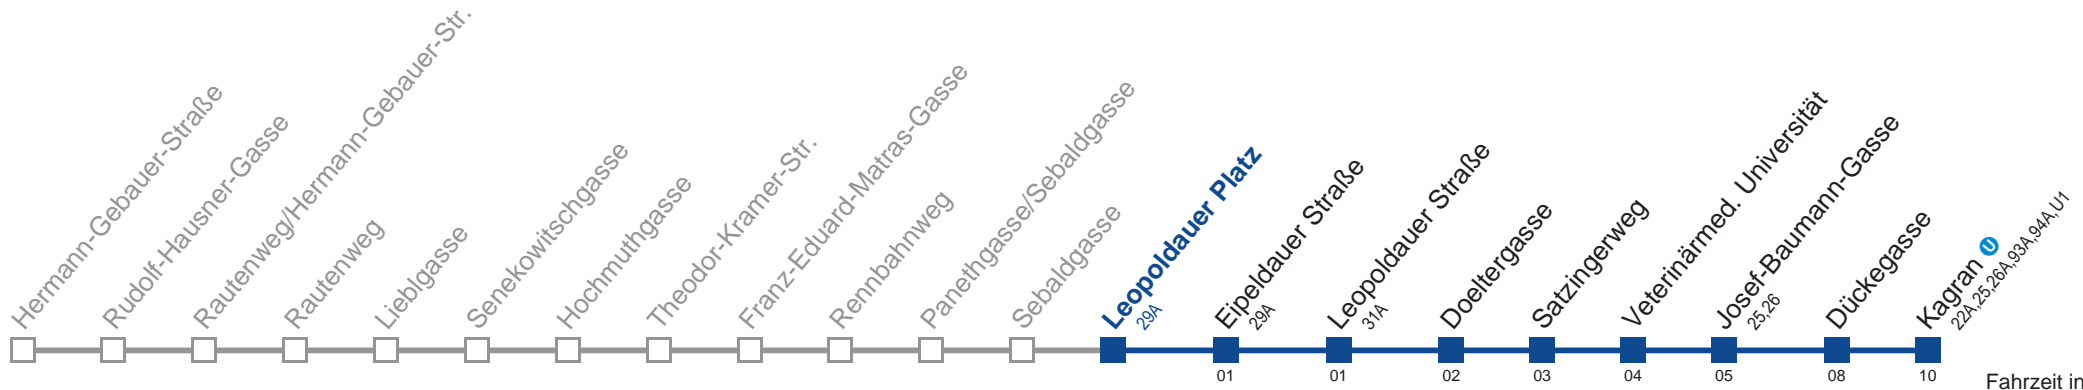 Hermann-Gebauer-Straße
Rudolf-Hausner-Gasse
Rautenweg/Hermann-Gebauer-Str.
Rautenweg
Lieblgasse
Senekowitschgasse
Hochmuthgasse
Theodor-Kramer-Str.
Franz-Eduard-Matras-Gasse
Rennbahnweg
Panethgasse/Sebaldgasse
Sebaldgasse
Leopoldauer Platz
29A
Eipeldauer Straße
29A
01
Leopoldauer Straße
31A
01
Doeltergasse
02
Satzingerweg
03
Veterinärmed. Universität
04
Josef-Baumann-Gasse
25,26
05
Dückegasse
08
Kagran U
22A,25,26A,93A,94A,U1
10
Fahrzeit in